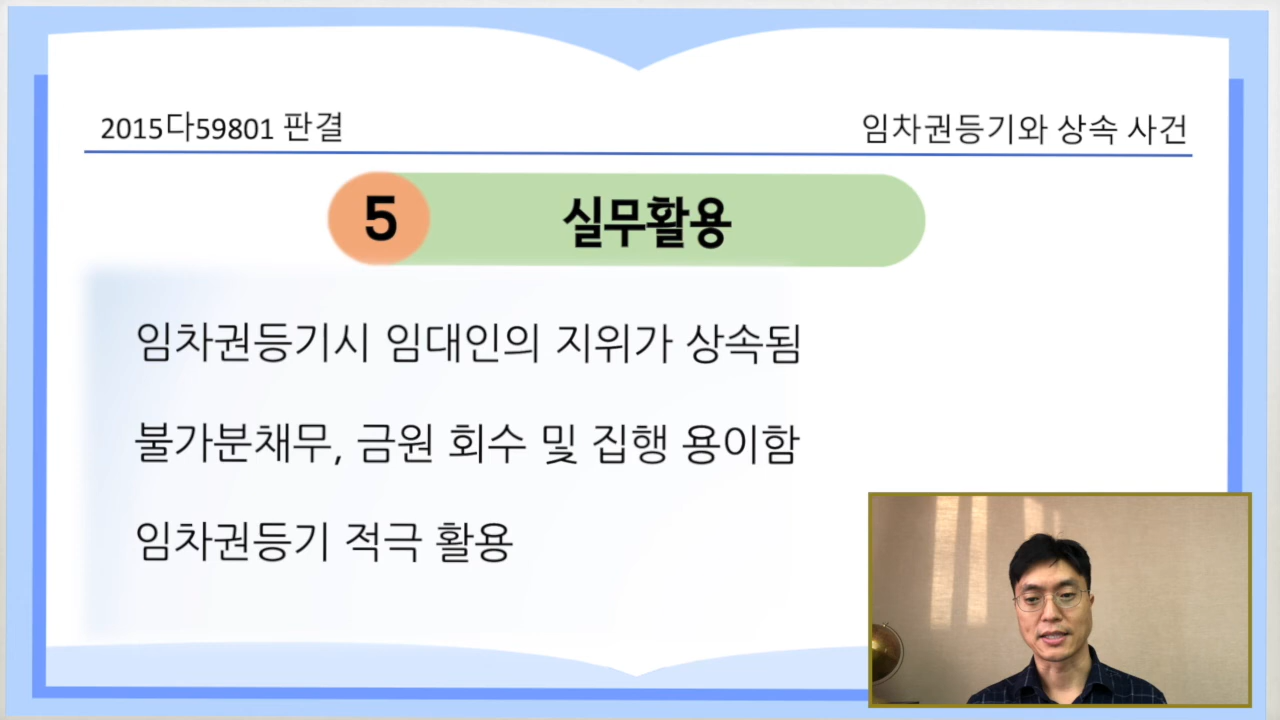 2015다59801 판결
임차권등기와 상속 사건
5
실무활용
임차권등기시 임대인의 지위가 상속됨
불가분채무, 금원 회수 및 집행 용이함
임차권등기 적극 활용